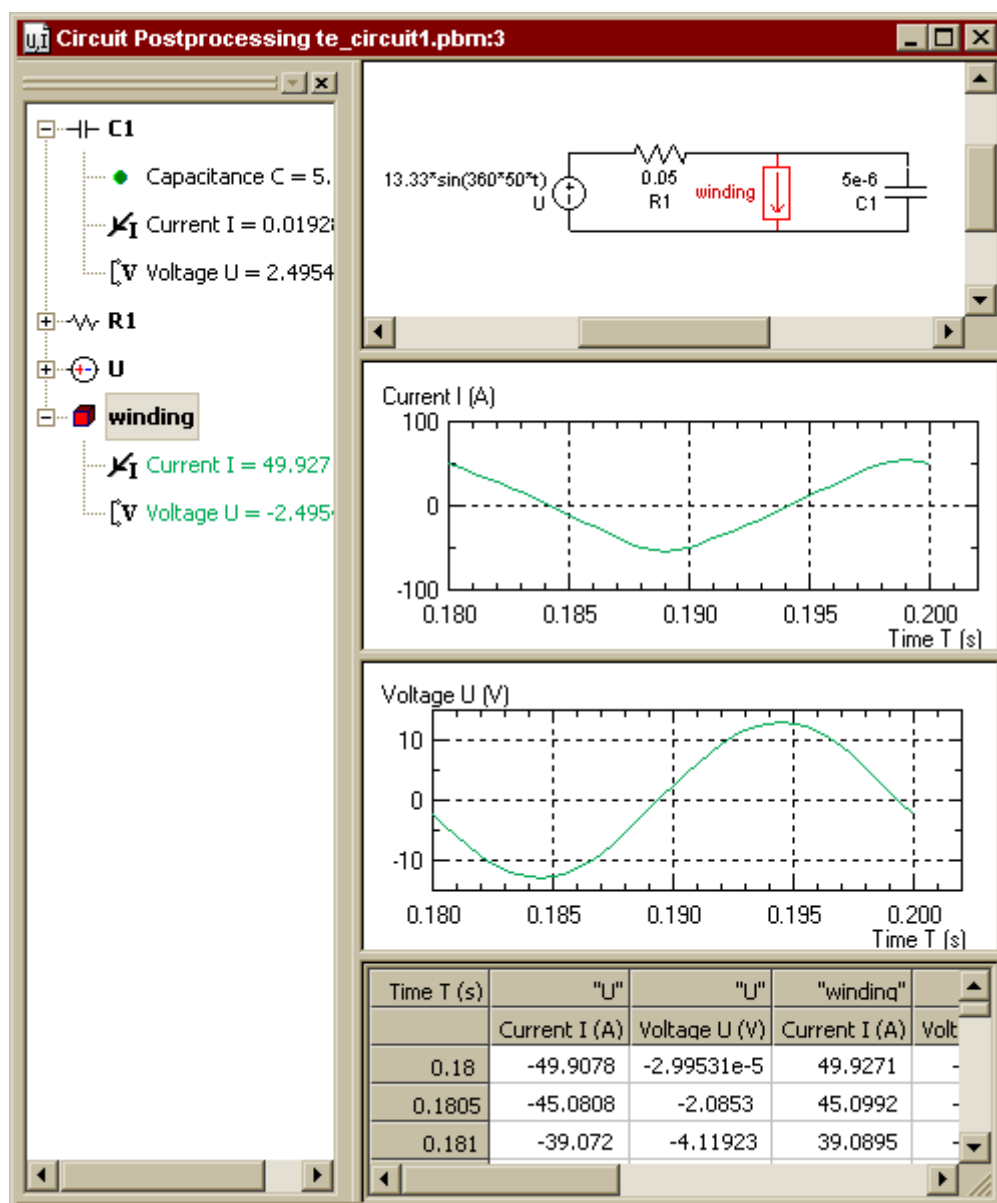 Circuit Postprocessing te_circuit1.pbm:3
C1
Capacitance C = 5.
Current I = 0.0192
Voltage U = 2.4954
R1
U
winding
Current I = 49.927
Voltage U = -2.495
13.33*sin(360*50*t)
U
0.05
R1
winding
5e-6
C1
Current I (A)
100
0
-100
0.180 0.185 0.190 0.195 0.200
Time T (s)
Voltage U (V)
10
0
-10
0.180 0.185 0.190 0.195 0.200
Time T (s)
Time T (s) "U" "U" "winding"
Current I (A) Voltage U (V) Current I (A) Volt
0.18 -49.9078 -2.99531e-5 49.9271 -
0.1805 -45.0808 -2.0853 45.0992 -
0.181 -39.072 -4.11923 39.0895 -